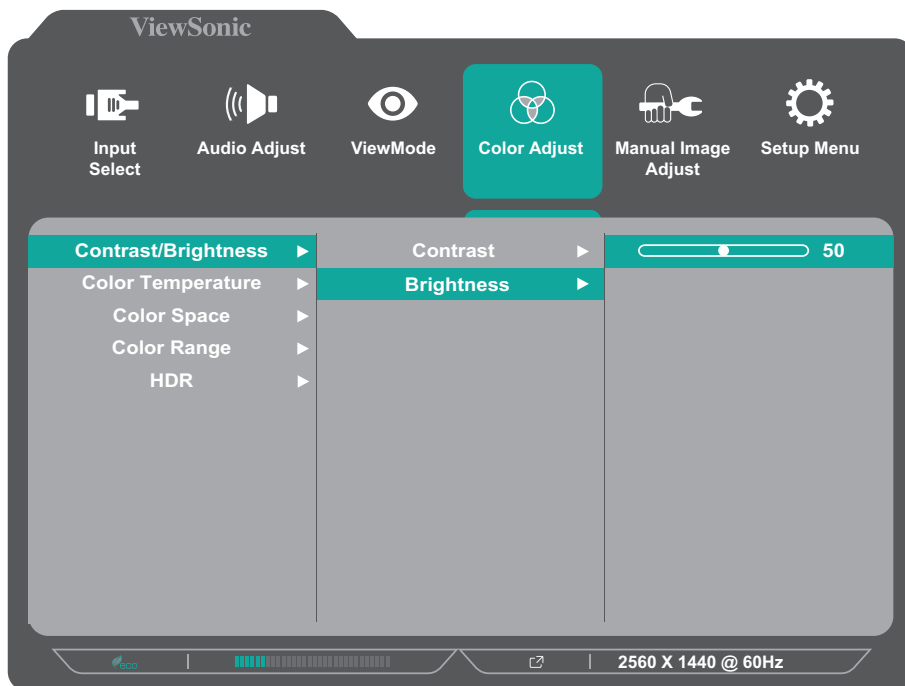 ViewSonic
Input
Select
Audio Adjust
ViewMode
Color Adjust
Manual Image
Adjust
Setup Menu
Contrast/Brightness
Color Temperature
Color Space
Color Range
HDR
Contrast
Brightness
50
eco
2560 X 1440 @ 60Hz